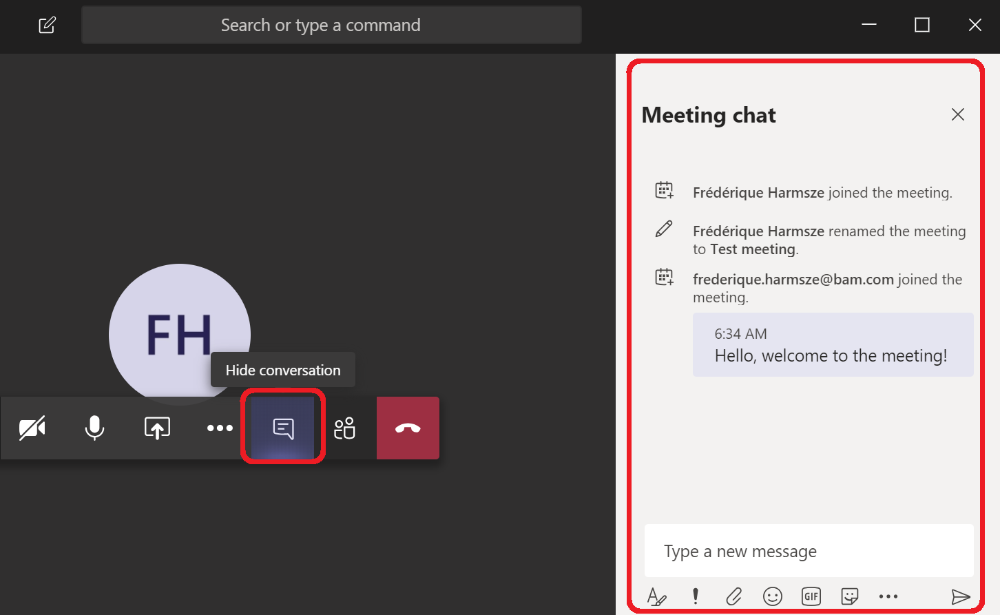 Search or type a command
Meeting chat
Frédérique Harmsze joined the meeting.
Frédérique Harmsze renamed the meeting
to Test meeting.
frederique.harmsze@bam.com joined the
meeting.
6:34 AM
Hello, welcome to the meeting!
FH
Hide conversation
Type a new message
GIF